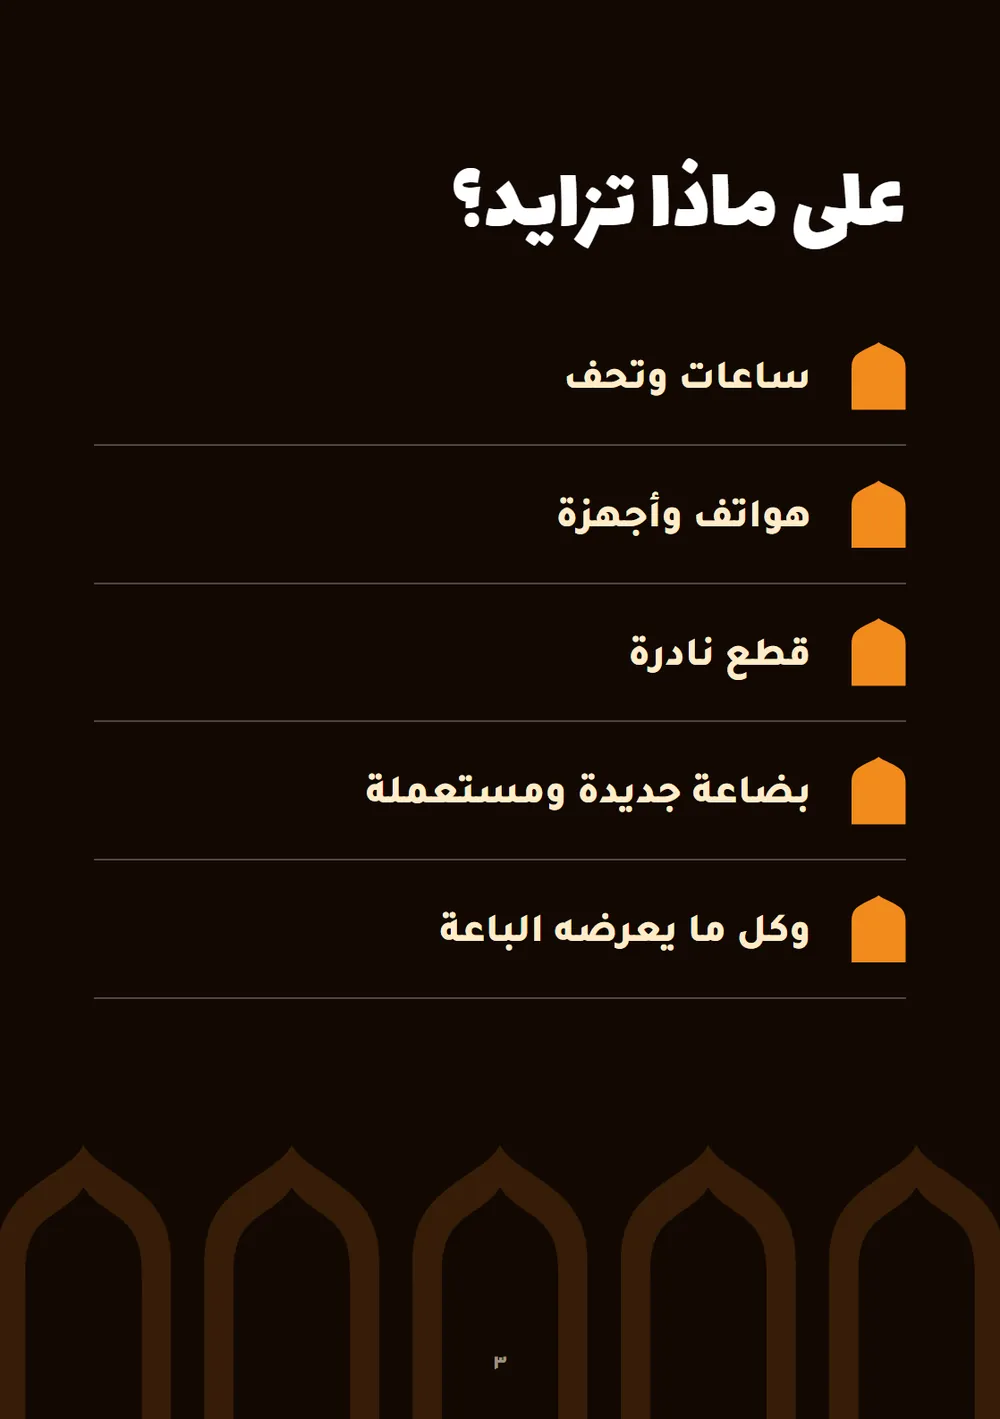 على ماذا تزايد؟
ساعات وتحف
هواتف وأجهزة
قطع نادرة
بضاعة جديدة ومستعملة
وكل ما يعرضه الباعة
٣